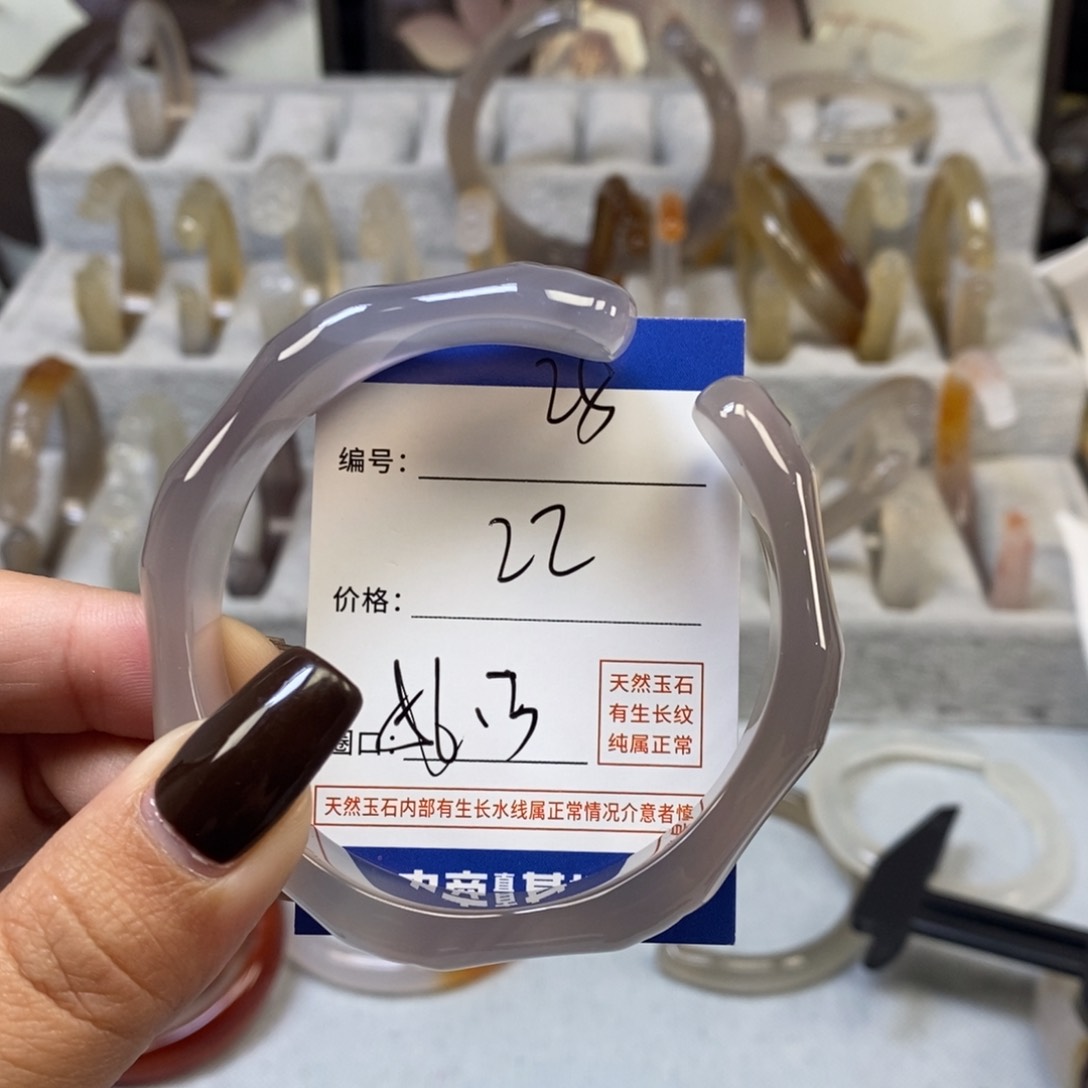 28
编号：
22
价格：
圈口：
天然玉石
有生长纹
纯属正常
天然玉石内部有生长水线属正常情况介意者慎